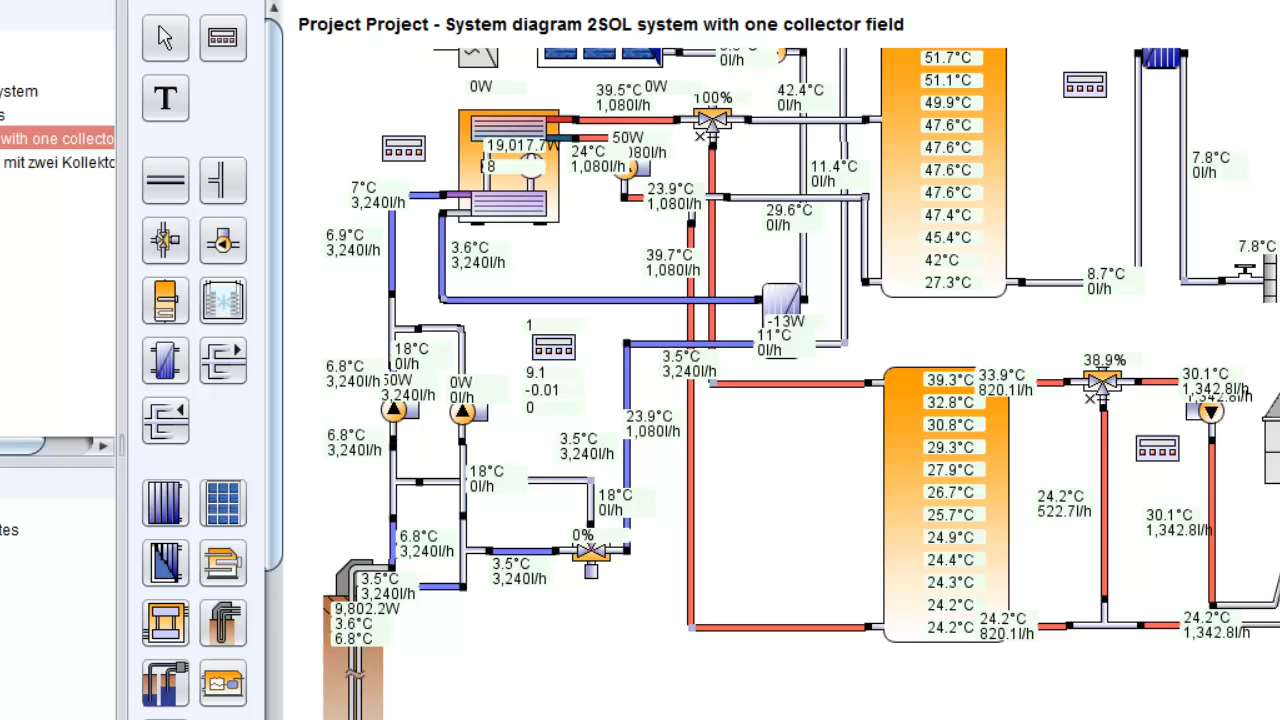 Project Project - System diagram 2SOL system with one collector field
ystem
s
with one collecto
mit zwei Kollektc
tes
T
0l/h
0W
39.5°C
0W
1,080l/h
100%
42.4°C
0l/h
50W
24°C
1,080l/h
19,017.7W
8
11.4°C
0l/h
7°C
3,240l/h
23.9°C
1,080l/h
29.6°C
0l/h
6.9°C
3,240l/h
3.6°C
3,240l/h
39.7°C
1,080l/h
51.7°C
51.1°C
49.9°C
47.6°C
47.6°C
47.6°C
47.6°C
47.4°C
45.4°C
42°C
27.3°C
7.8°C
0l/h
7.8°C
8.7°C
0l/h
-13W
11°C
0l/h
1
9.1
-0.01
0
18°C
0l/h
6.8°C
3,240l/h
50W
3,240l/h
0W
0l/h
3.5°C
3,240l/h
23.9°C
1,080l/h
6.8°C
3,240l/h
3.5°C
3,240l/h
18°C
0l/h
18°C
0l/h
0%
6.8°C
3,240l/h
3.5°C
3,240l/h
3.5°C
3,240l/h
9,802.2W
3.6°C
6.8°C
39.3°C
32.8°C
30.8°C
29.3°C
27.9°C
26.7°C
25.7°C
24.9°C
24.4°C
24.3°C
24.2°C
24.2°C
33.9°C
820.1l/h
38.9%
30.1°C
1,342.8l/h
1,342.8l/h
24.2°C
522.7l/h
30.1°C
1,342.8l/h
24.2°C
820.1l/h
24.2°C
1,342.8l/h